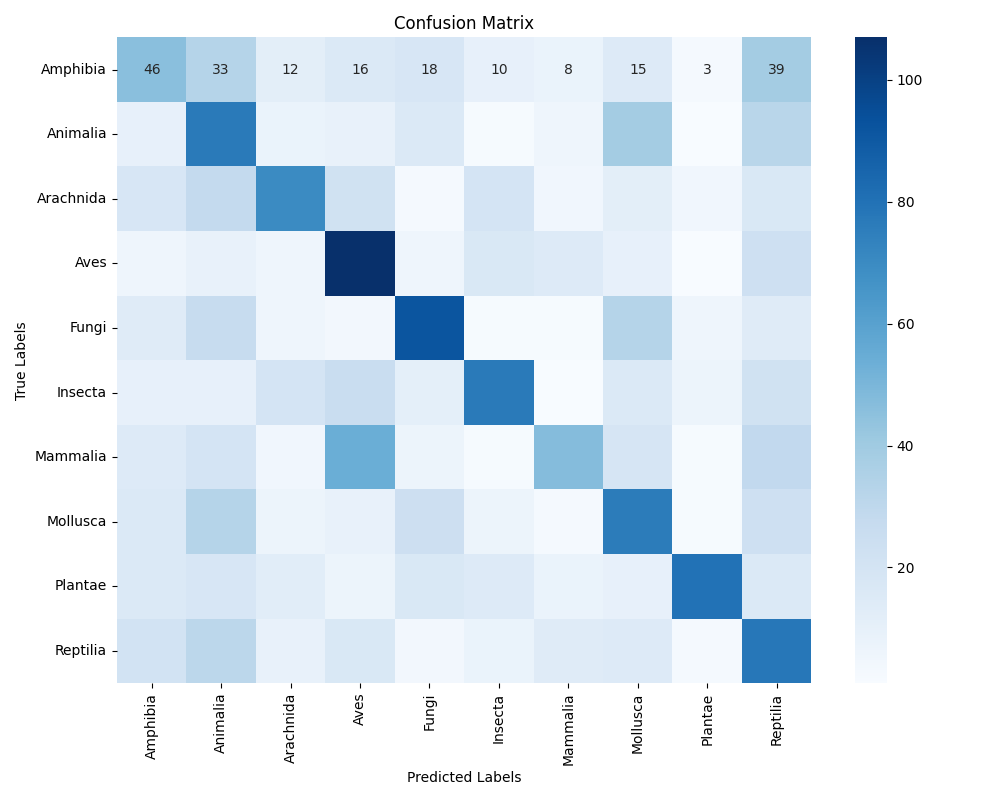 Confusion Matrix
True Labels
Amphibia 46 33 12 16 18 10 8 15 3 39
Animalia
Arachnida
Aves
Fungi
Insecta
Mammalia
Mollusca
Plantae
Reptilia
Amphibia Animalia Arachnida Aves Fungi Insecta Mammalia Mollusca Plantae Reptilia
Predicted Labels
100
80
60
40
20